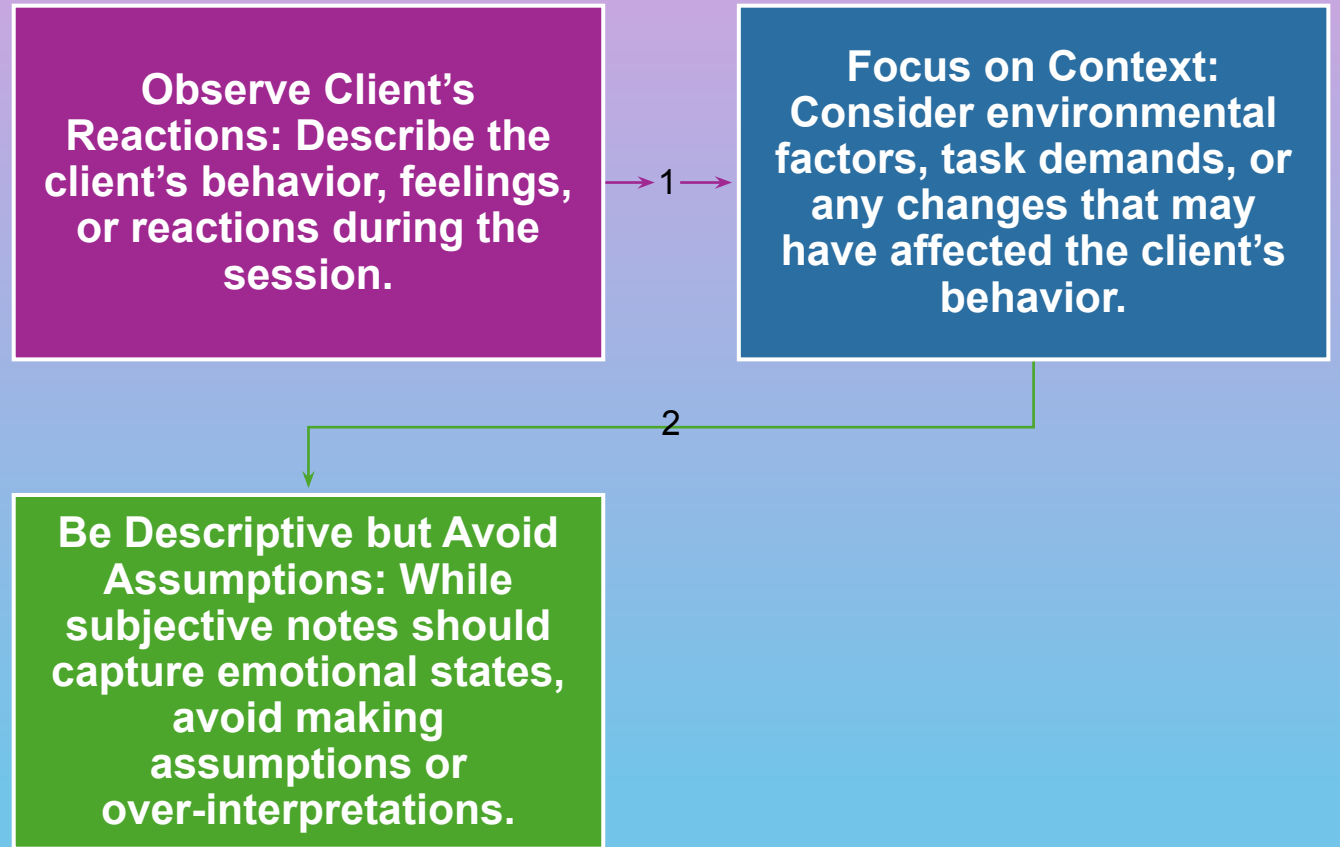 Observe Client’s
Reactions: Describe the
client’s behavior, feelings,
or reactions during the
session.
1
Focus on Context:
Consider environmental
factors, task demands, or
any changes that may
have affected the client’s
behavior.
2
Be Descriptive but Avoid
Assumptions: While
subjective notes should
capture emotional states,
avoid making
assumptions or
over-interpretations.